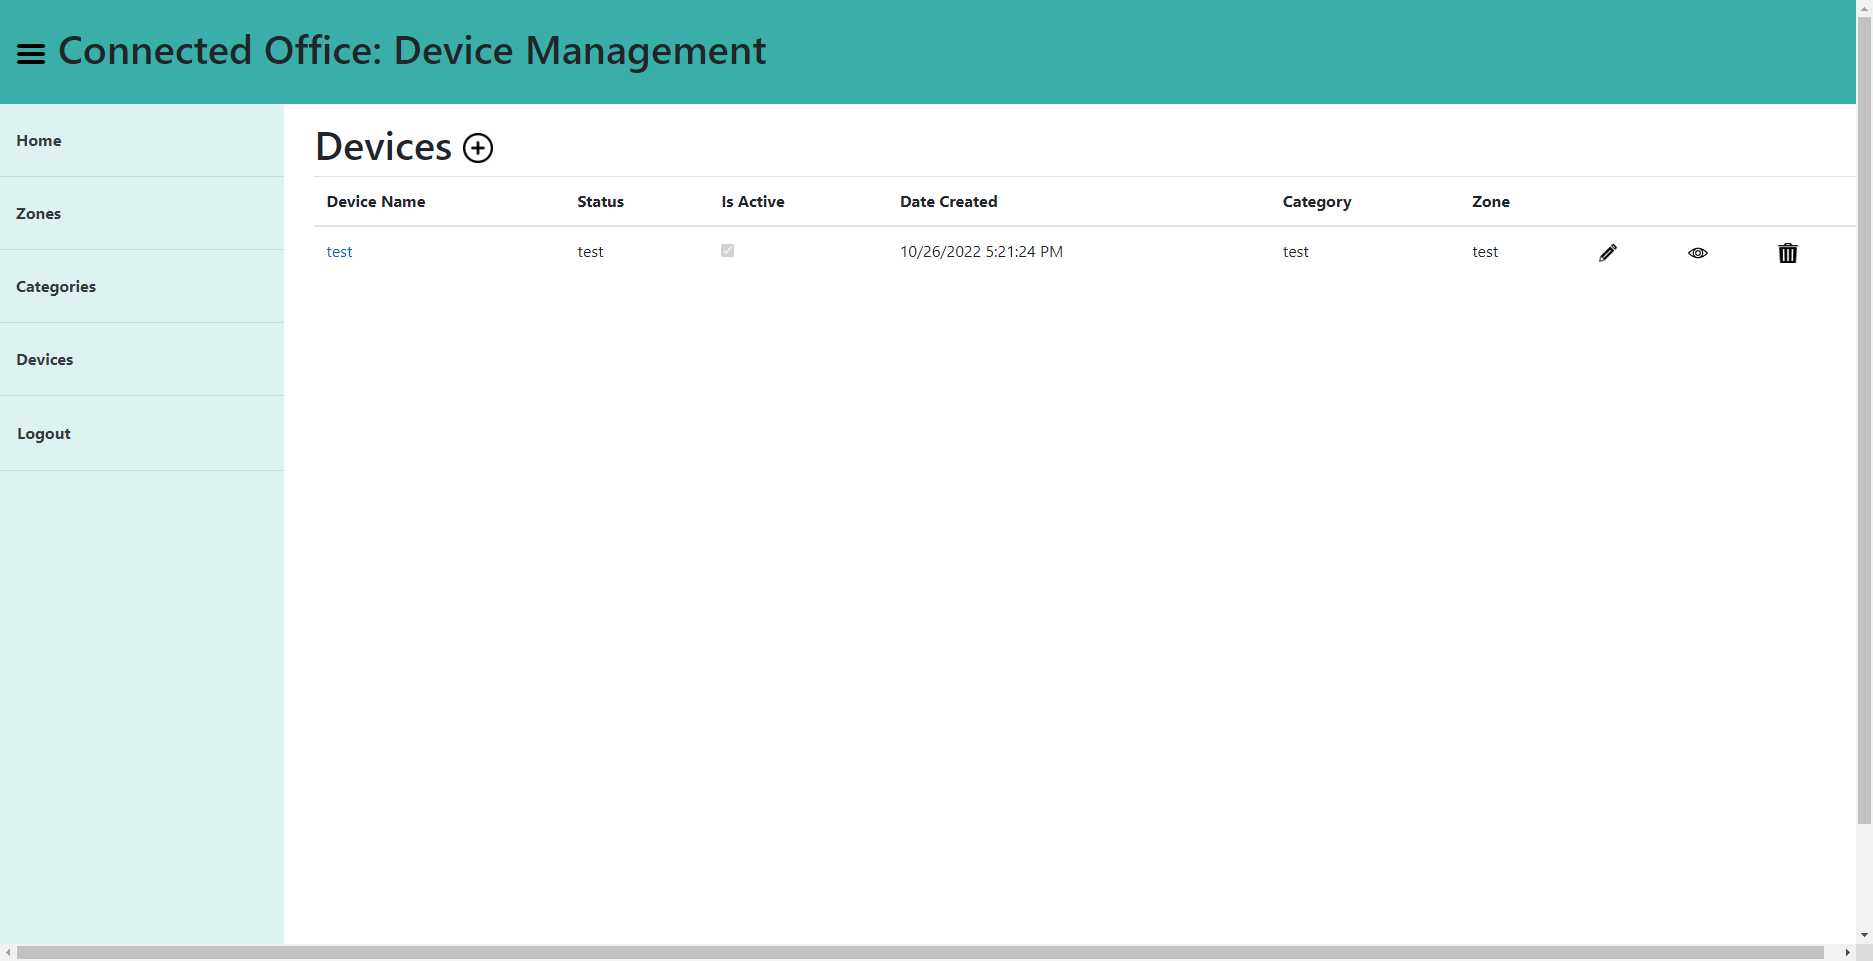 Connected Office: Device Management
Home
Zones
Categories
Devices
Logout
Devices
Device Name Status Is Active Date Created Category Zone
test test 10/26/2022 5:21:24 PM test test